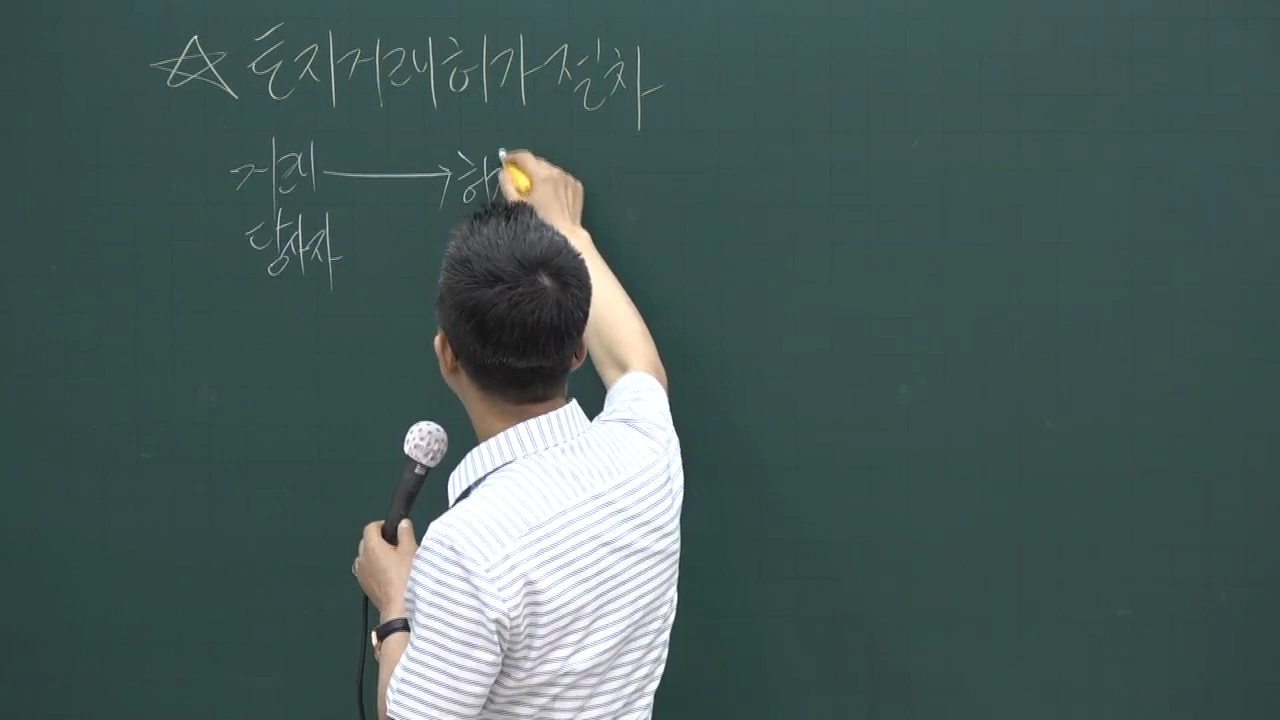 ☆ 토지거래허가절차
거래 → 허
당사자